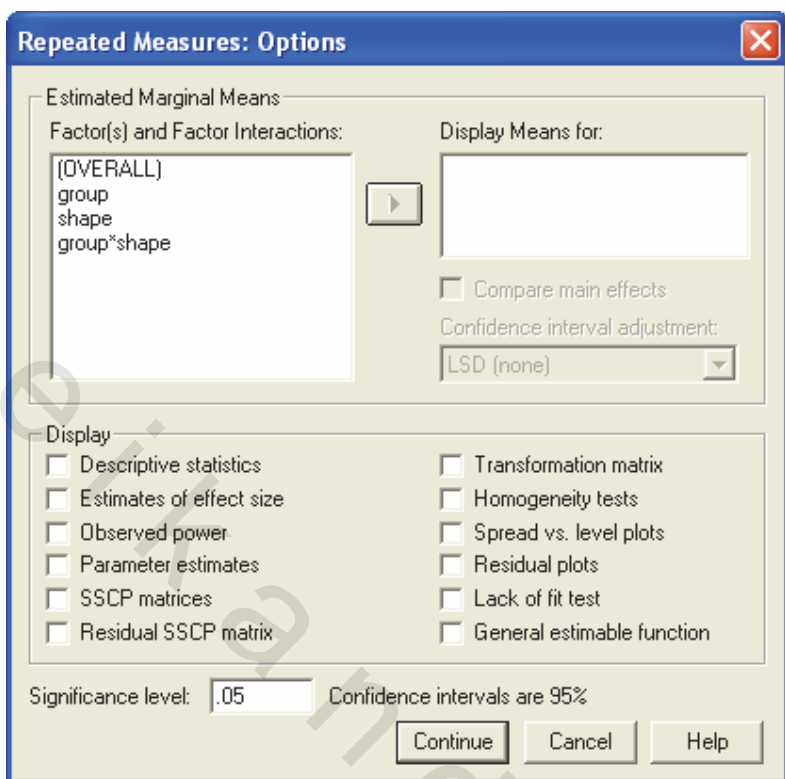 Repeated Measures: Options
Estimated Marginal Means
Factor(s) and Factor Interactions:
(OVERALL)
group
shape
group*shape
Display Means for:
Compare main effects
Confidence interval adjustment:
LSD (none)
Display
Descriptive statistics
Estimates of effect size
Observed power
Parameter estimates
SSCP matrices
Residual SSCP matrix
Transformation matrix
Homogeneity tests
Spread vs. level plots
Residual plots
Lack of fit test
General estimable function
Significance level: .05 Confidence intervals are 95%
Continue Cancel Help